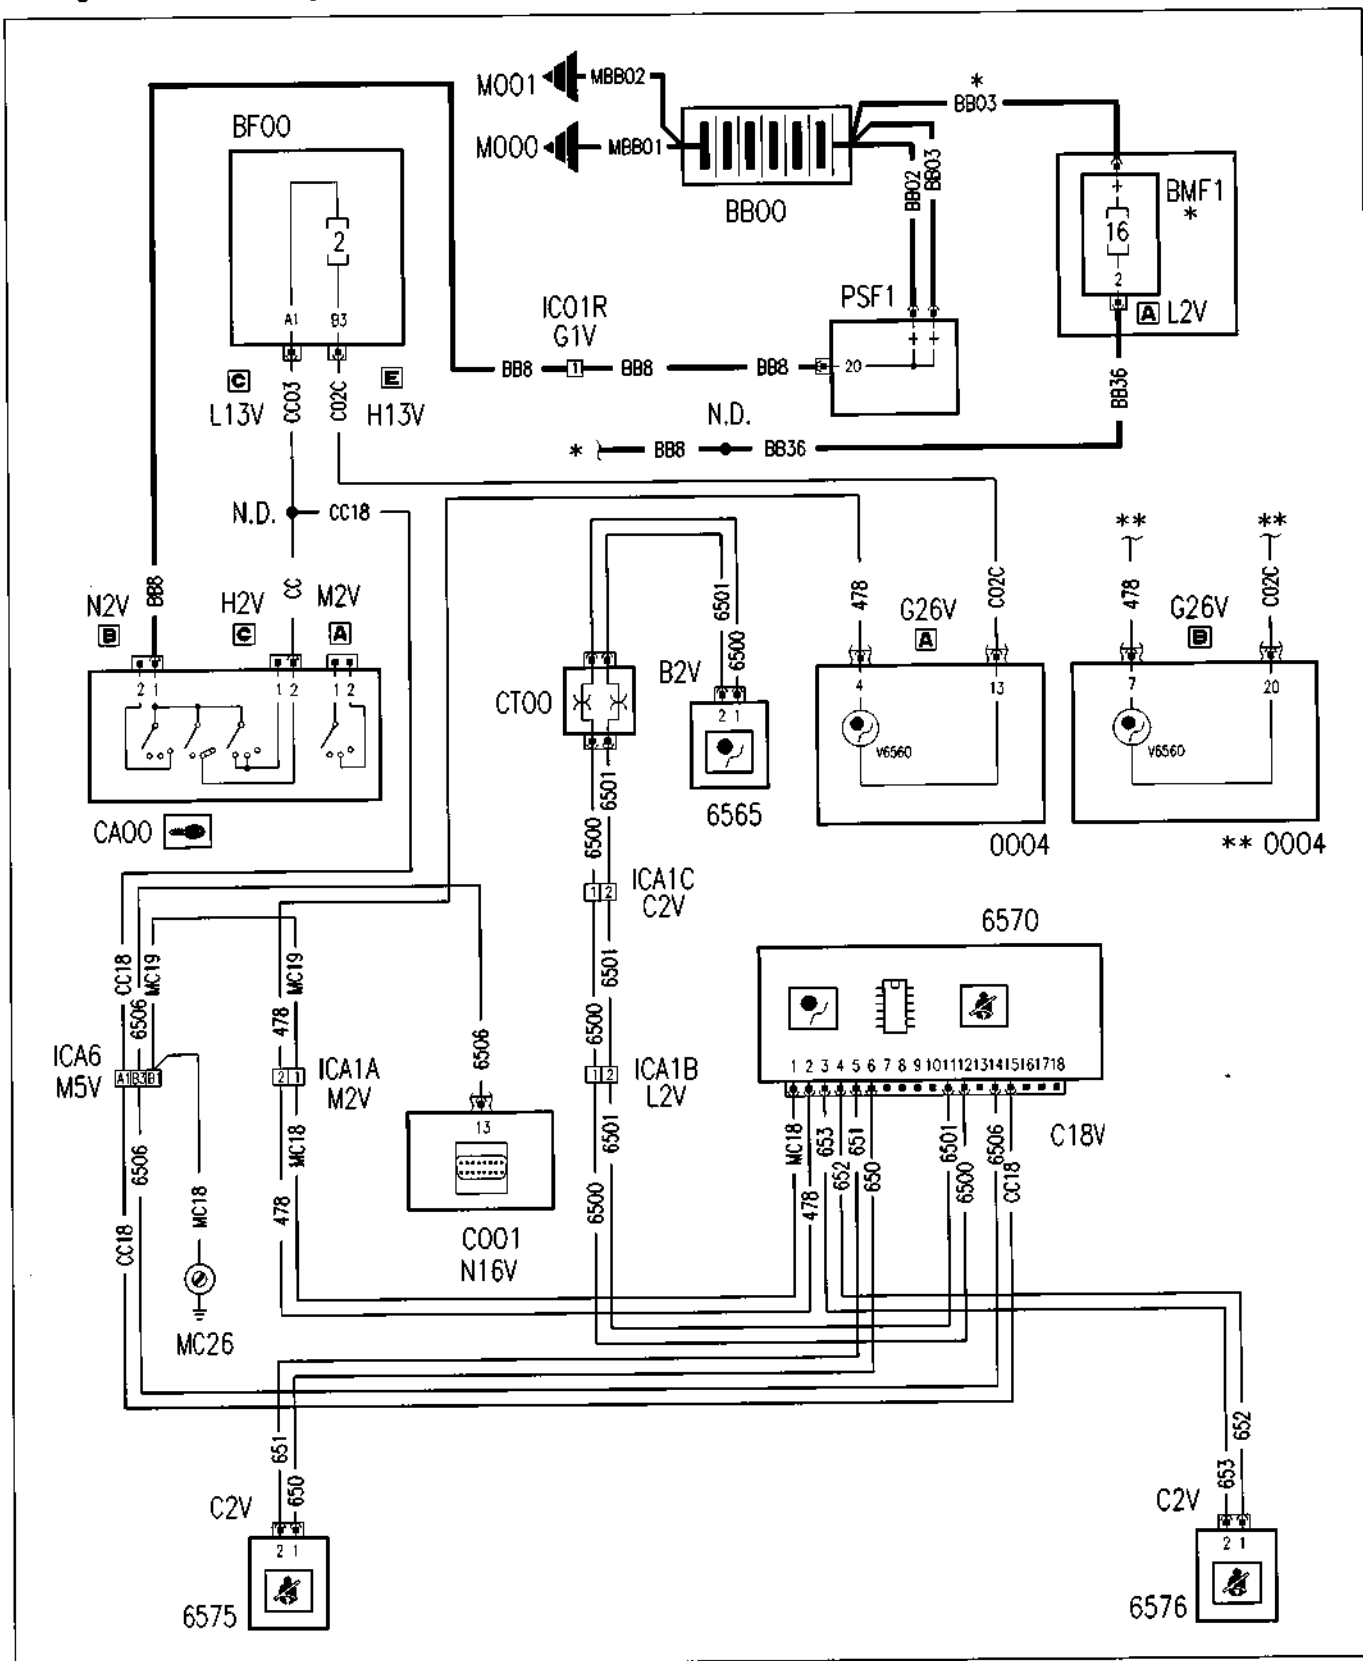 M001 MBB02
M000 MBB01
BB00
*
BB03
BB02
BB03
BMF1
*
+
16
2
A L2V
BB36
BF00
2
A1 B3
C
L13V
CC03
C02C
E
H13V
IC01R
G1V
BB8 1 BB8 BB8
PSF1
+ +
20
N.D.
* BB8 BB36
N.D. CC18
N2V
B
BB8
H2V
C
CC
M2V
A
2 1 1 2 1 2
CA00
CT00
6501
6500
B2V
2 1
6565
478
G26V
A
C02C
4 13
V6560
0004
**
478
G26V
B
**
C02C
7 20
V6560
** 0004
6500
6501
ICA1C
C2V
1 2
6500
6501
ICA1B
L2V
1 2
6500
6501
CC18
6506
MC19
ICA6
M5V
A1 B3 B1
CC18
6506
MC18
MC26
478
MC19
ICA1A
M2V
2 1
478
MC18
6506
13
C001
N16V
6570
1 2 3 4 5 6 7 8 9 10 11 12 13 14 15 16 17 18
C18V
MC18
478
653
652
651
650
6501
6500
6506
CC18
651
650
C2V
2 1
6575
653
652
C2V
2 1
6576